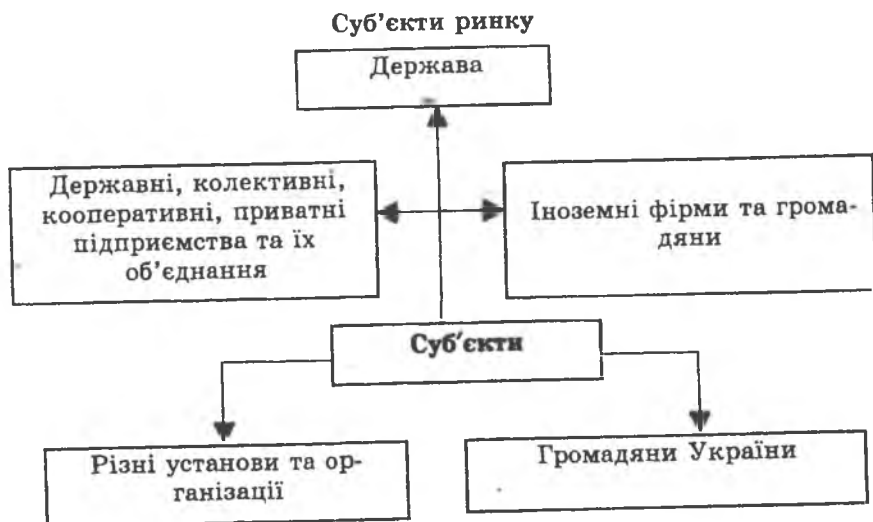 Суб’єкти ринку
Держава
Державні, колективні,
кооперативні, приватні
підприємства та їх
об’єднання
Іноземні фірми та грома-
дяни
Суб’єкти
Різні установи та ор-
ганізації
Громадяни України